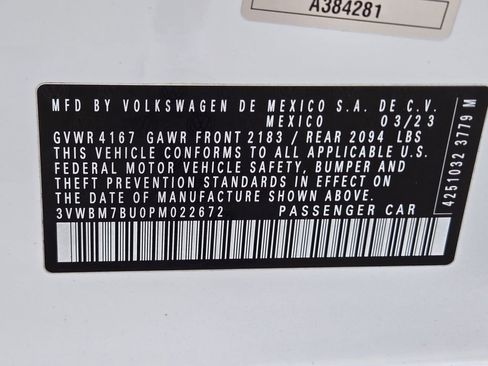 A384281
MFD BY VOLKSWAGEN DE MEXICO S.A. DE C.V.
MEXICO 03/23
GVWR 4167 GAWR FRONT 2183 / REAR 2094 LBS
THIS VEHICLE CONFORMS TO ALL APPLICABLE U.S.
FEDERAL MOTOR VEHICLE SAFETY, BUMPER AND
THEFT PREVENTION STANDARDS IN EFFECT ON
THE DATE OF MANUFACTURE SHOWN ABOVE.
3VWBM7BU0PM022672 PASSENGER CAR
4251032 3779 M